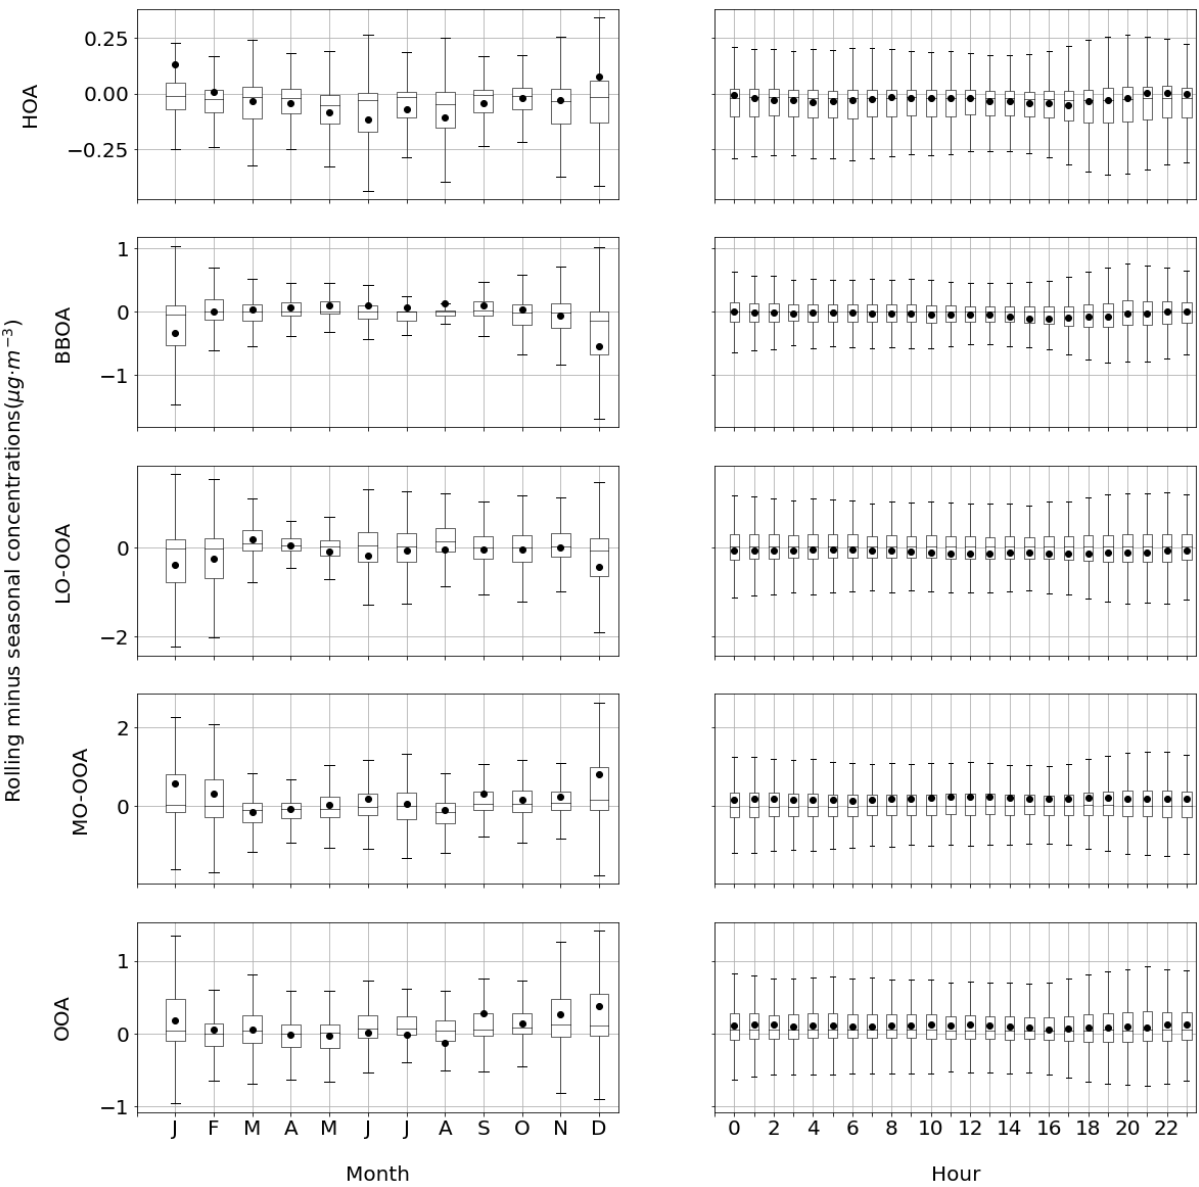 Rolling minus seasonal concentrations(μg·m⁻³)
HOA
0.25
0.00
−0.25
BBOA
1
0
−1
LO-OOA
0
−2
MO-OOA
2
0
OOA
1
0
−1
J F M A M J J A S O N D
Month
0 2 4 6 8 10 12 14 16 18 20 22
Hour